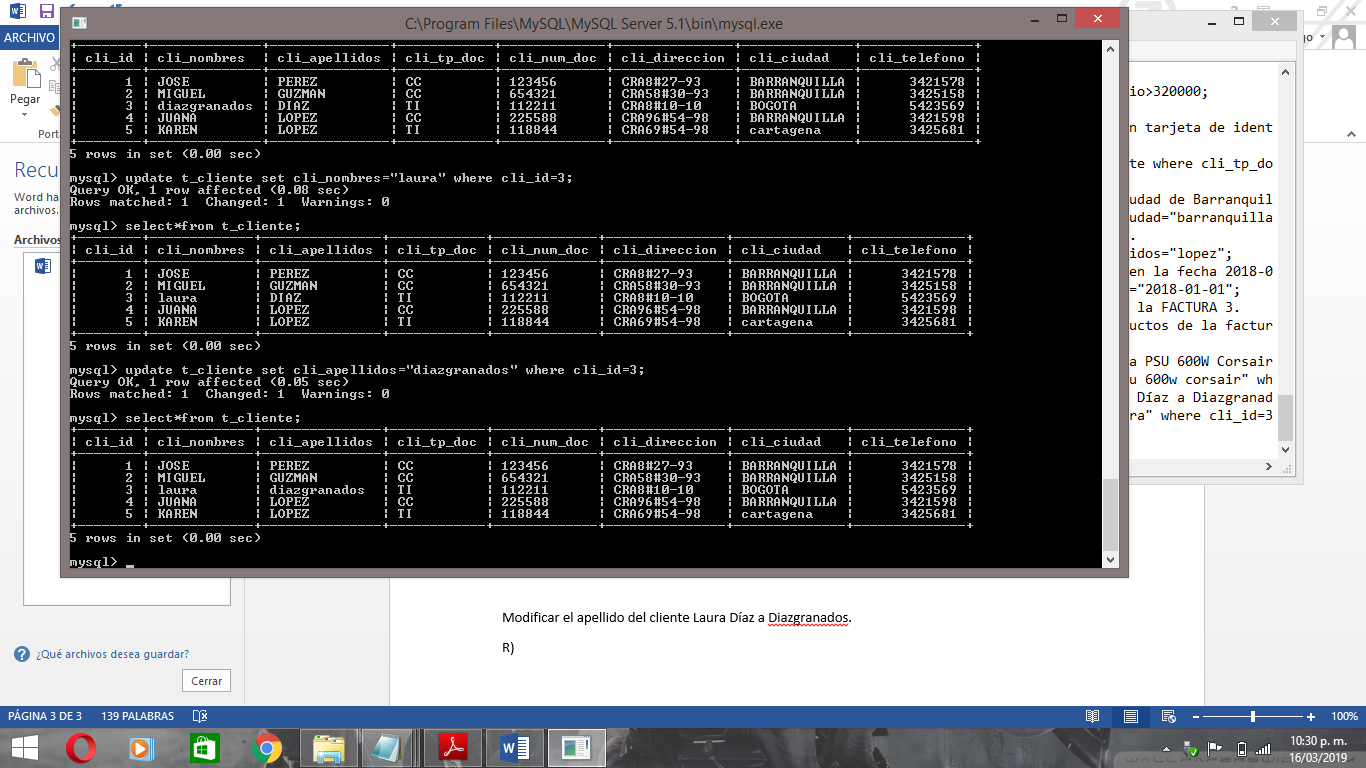 C:\Program Files\MySQL\MySQL Server 5.1\bin\mysql.exe
ARCHIVO
Pegar
Recu
Word ha
archivos.
Archivos
cli_id | cli_nombres | cli_apellidos | cli_tp_doc | cli_num_doc | cli_direccion | cli_ciudad | cli_telefono
1 | JOSE | PEREZ | CC | 123456 | CRA8#27-93 | BARRANQUILLA | 3421578
2 | MIGUEL | GUZMAN | CC | 654321 | CRA58#30-93 | BARRANQUILLA | 3425158
3 | diazgranados | DIAZ | TI | 112211 | CRA8#10-10 | BOGOTA | 5423569
4 | JUANA | LOPEZ | CC | 225588 | CRA96#54-98 | BARRANQUILLA | 3421598
5 | KAREN | LOPEZ | TI | 118844 | CRA69#54-98 | cartagena | 3425681
5 rows in set (0.00 sec)
mysql> update t_cliente set cli_nombres="laura" where cli_id=3;
Query OK, 1 row affected (0.08 sec)
Rows matched: 1 Changed: 1 Warnings: 0
mysql> select*from t_cliente;
cli_id | cli_nombres | cli_apellidos | cli_tp_doc | cli_num_doc | cli_direccion | cli_ciudad | cli_telefono
1 | JOSE | PEREZ | CC | 123456 | CRA8#27-93 | BARRANQUILLA | 3421578
2 | MIGUEL | GUZMAN | CC | 654321 | CRA58#30-93 | BARRANQUILLA | 3425158
3 | laura | DIAZ | TI | 112211 | CRA8#10-10 | BOGOTA | 5423569
4 | JUANA | LOPEZ | CC | 225588 | CRA96#54-98 | BARRANQUILLA | 3421598
5 | KAREN | LOPEZ | TI | 118844 | CRA69#54-98 | cartagena | 3425681
5 rows in set (0.00 sec)
mysql> update t_cliente set cli_apellidos="diazgranados" where cli_id=3;
Query OK, 1 row affected (0.05 sec)
Rows matched: 1 Changed: 1 Warnings: 0
mysql> select*from t_cliente;
cli_id | cli_nombres | cli_apellidos | cli_tp_doc | cli_num_doc | cli_direccion | cli_ciudad | cli_telefono
1 | JOSE | PEREZ | CC | 123456 | CRA8#27-93 | BARRANQUILLA | 3421578
2 | MIGUEL | GUZMAN | CC | 654321 | CRA58#30-93 | BARRANQUILLA | 3425158
3 | laura | diazgranados | TI | 112211 | CRA8#10-10 | BOGOTA | 5423569
4 | JUANA | LOPEZ | CC | 225588 | CRA96#54-98 | BARRANQUILLA | 3421598
5 | KAREN | LOPEZ | TI | 118844 | CRA69#54-98 | cartagena | 3425681
5 rows in set (0.00 sec)
mysql> _
go
io>320000;
n tarjeta de ident
te where cli_tp_do
udad de Barranquil
udad="barranquilla
.
idos="lopez";
en la fecha 2018-0
="2018-01-01";
la FACTURA 3.
uctos de la factur
a PSU 600W Corsair
u 600w corsair" wh
Díaz a Diazgranad
ra" where cli_id=3
Modificar el apellido del cliente Laura Díaz a Diazgranados.
R)
¿Qué archivos desea guardar?
Cerrar
PÁGINA 3 DE 3 139 PALABRAS
100%
10:30 p. m.
16/03/2019